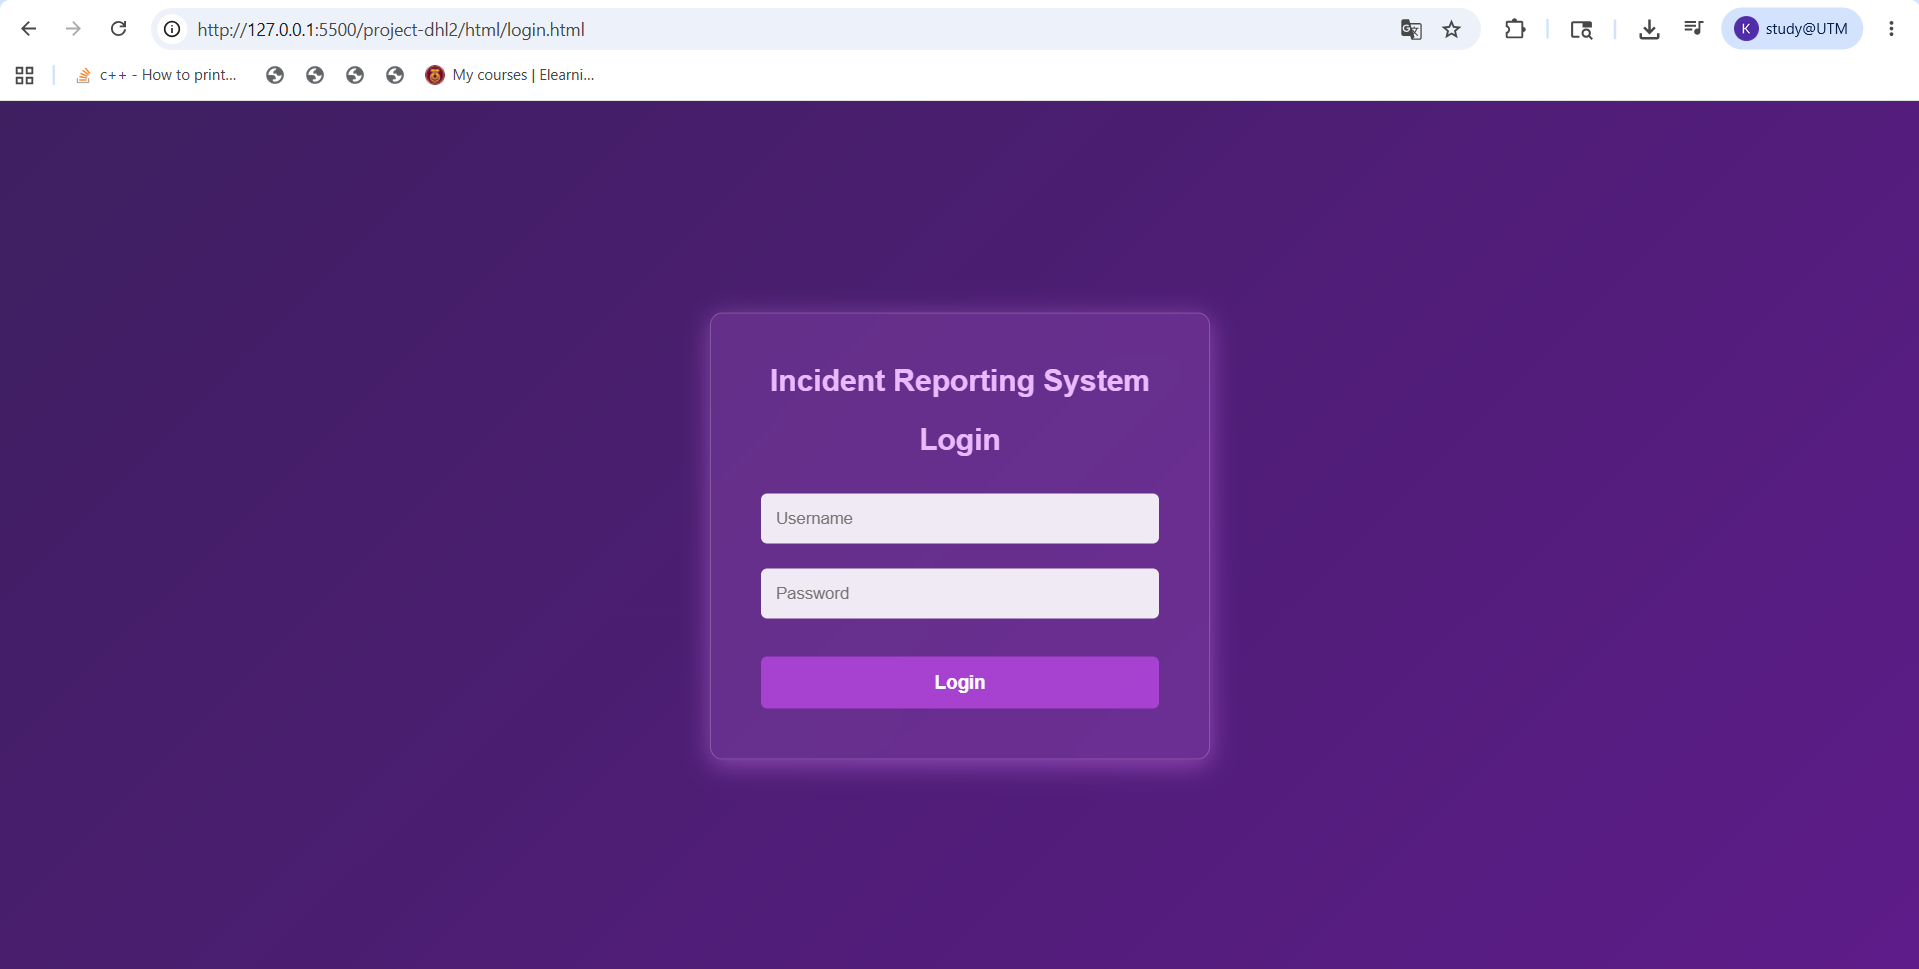 http://127.0.0.1:5500/project-dhl2/html/login.html
K study@UTM
c++ - How to print...
My courses | Elearni...
Incident Reporting System
Login
Username
Password
Login